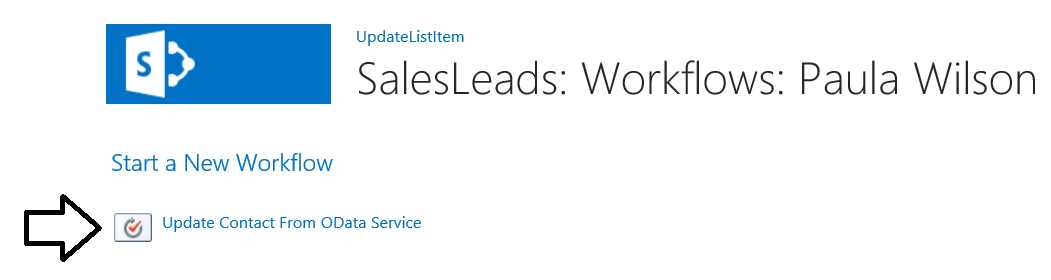 S
UpdateListItem
SalesLeads: Workflows: Paula Wilson
Start a New Workflow
Update Contact From OData Service